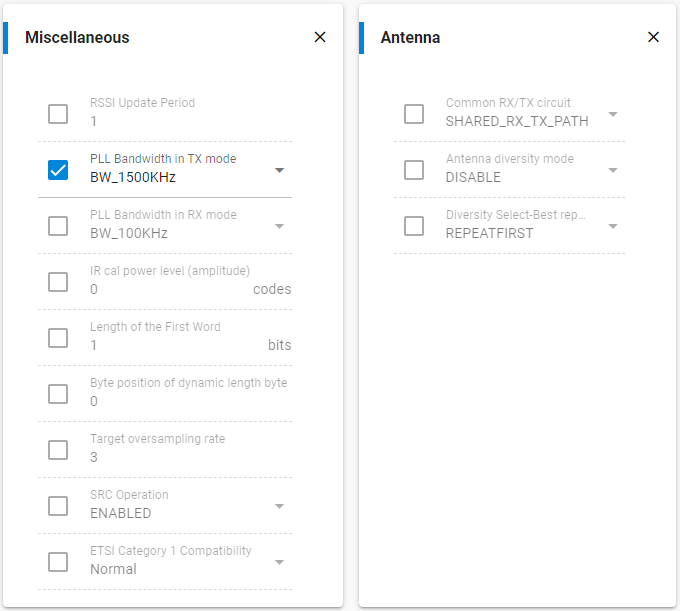 Miscellaneous
RSSI Update Period
1
PLL Bandwidth in TX mode
BW_1500KHz
PLL Bandwidth in RX mode
BW_100KHz
IR cal power level (amplitude)
0 codes
Length of the First Word
1 bits
Byte position of dynamic length byte
0
Target oversampling rate
3
SRC Operation
ENABLED
ETSI Category 1 Compatibility
Normal
Antenna
Common RX/TX circuit
SHARED_RX_TX_PATH
Antenna diversity mode
DISABLE
Diversity Select-Best rep...
REPEATFIRST